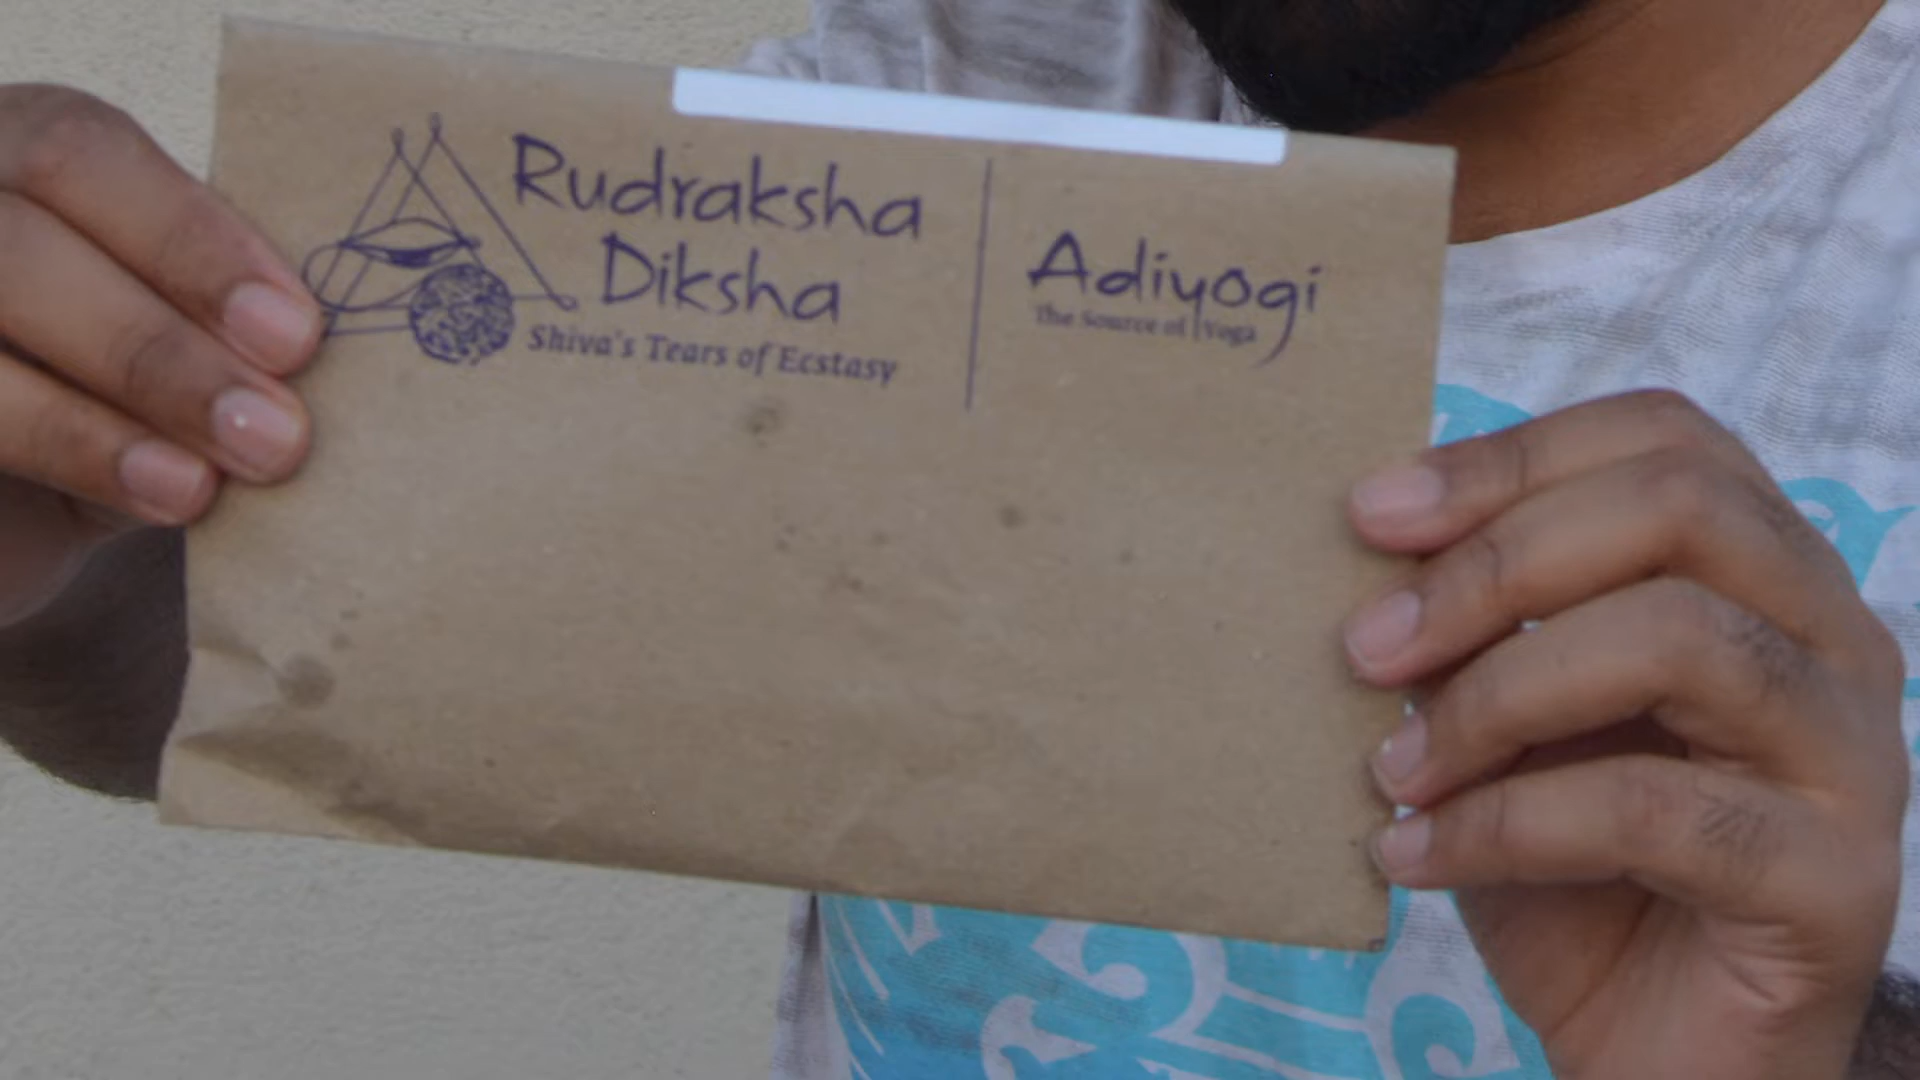 Rudraksha
Diksha
Shiva's Tears of Ecstasy
Adiyogi
The Source of Yoga